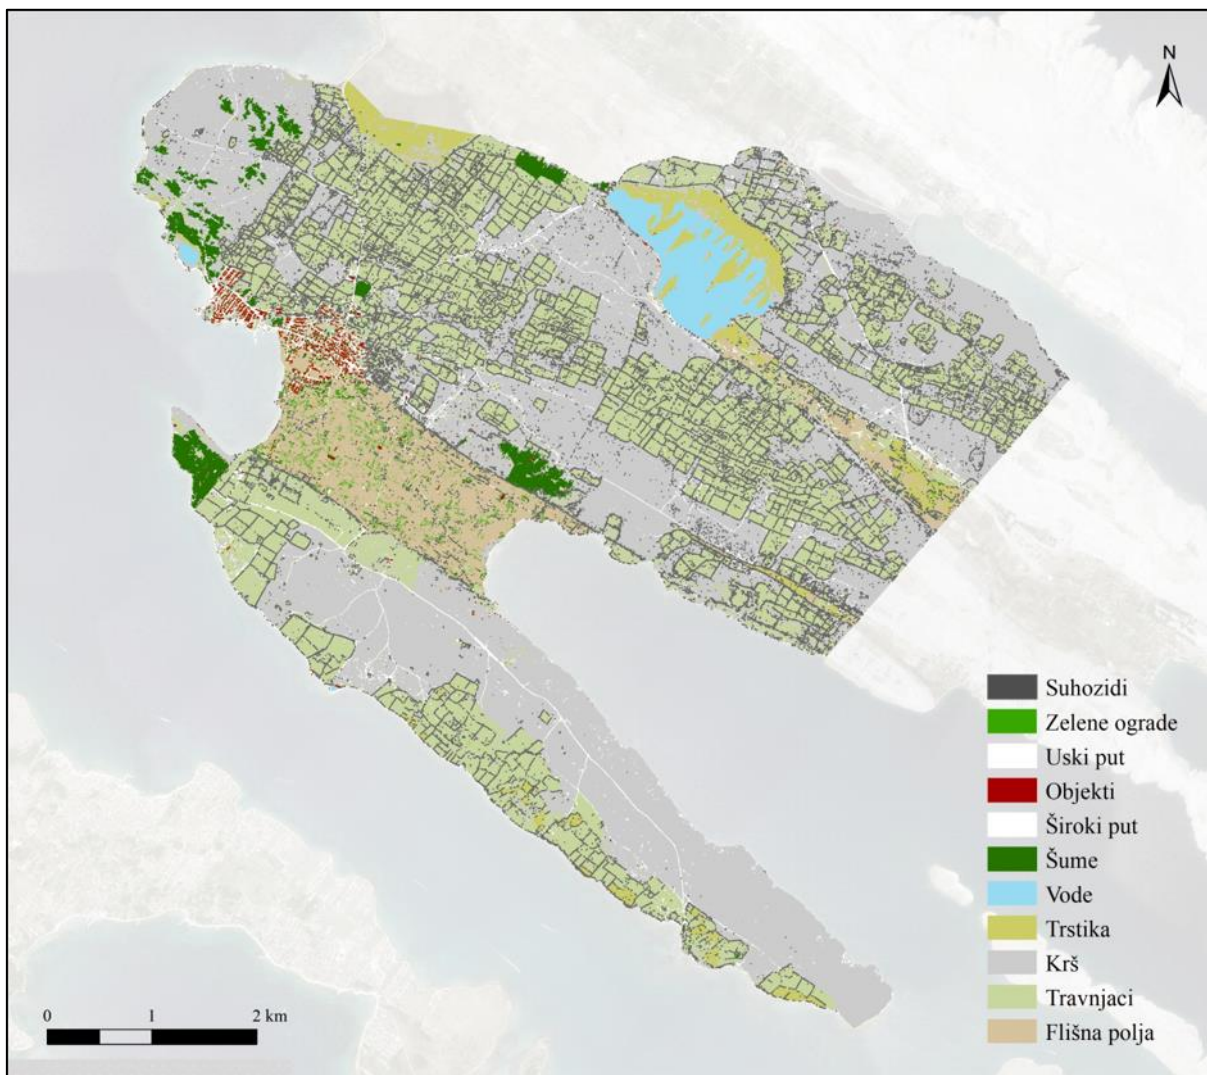 N
Suhozidi
Zelene ograde
Uski put
Objekti
Široki put
Šume
Vode
Trstika
Krš
Travnjaci
Flišna polja
0 1 2 km